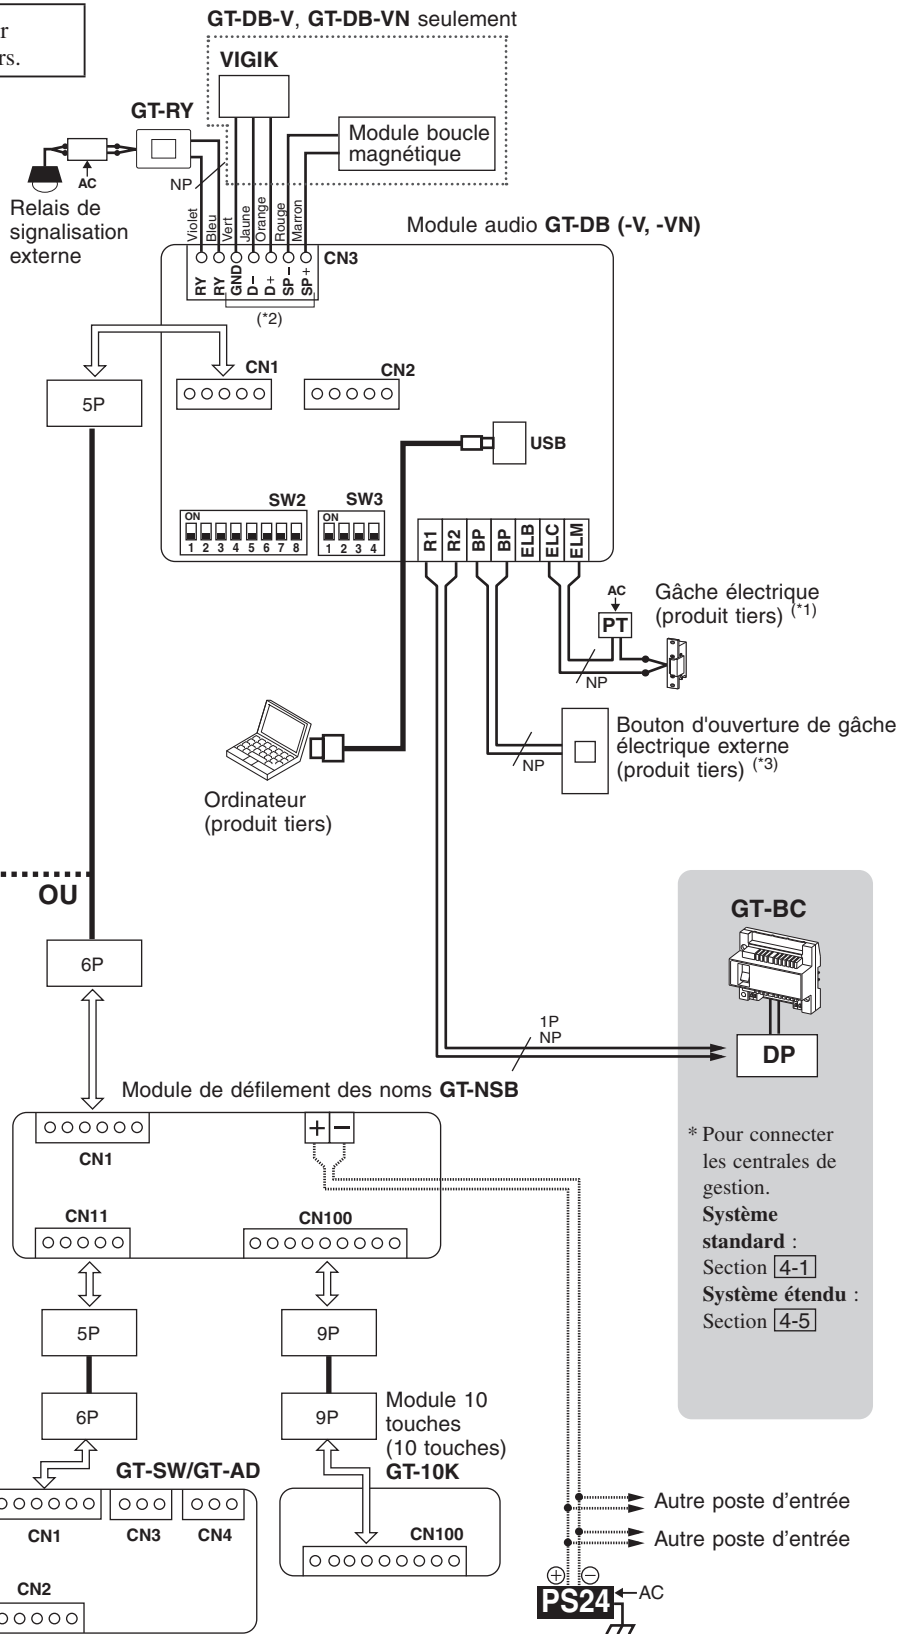 r
rs.
GT-DB-V, GT-DB-VN seulement
VIGIK
GT-RY
Module boucle
magnétique
AC
NP
Relais de
signalisation
externe
Violet
Bleu
Vert
Jaune
Orange
Rouge
Marron
Module audio GT-DB (-V, -VN)
CN3
RY
RY
GND
D−
D+
SP−
SP+
(*2)
CN1
CN2
5P
USB
SW2
SW3
ON
ON
1 2 3 4 5 6 7 8
1 2 3 4
R1
R2
BP
BP
ELB
ELC
ELM
AC
PT
Gâche électrique
(produit tiers) (*1)
NP
Bouton d'ouverture de gâche
électrique externe
(produit tiers) (*3)
NP
Ordinateur
(produit tiers)
OU
GT-BC
6P
1P
NP
DP
Module de défilement des noms GT-NSB
+ −
CN1
* Pour connecter
les centrales de
gestion.
Système
standard :
Section 4-1
Système étendu :
Section 4-5
CN11
CN100
5P
9P
6P
9P
Module 10
touches
(10 touches)
GT-10K
GT-SW/GT-AD
CN1
CN3
CN4
CN100
Autre poste d'entrée
Autre poste d'entrée
CN2
+ −
PS24
AC